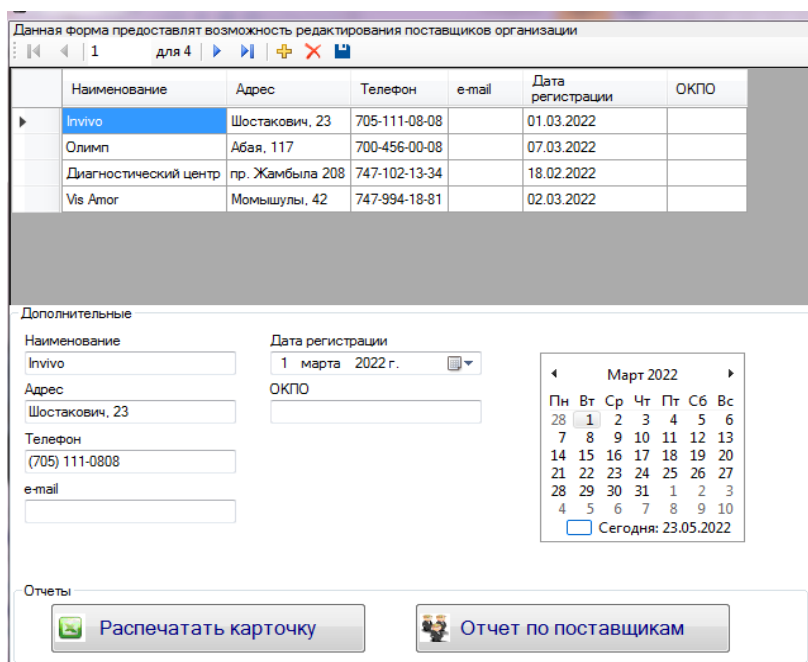 Данная форма предоставлят возможность редактирования поставщиков организации
1 для 4
Наименование Адрес Телефон e-mail Дата регистрации ОКПО
Invivo Шостакович, 23 705-111-08-08 01.03.2022
Олимп Абая, 117 700-456-00-08 07.03.2022
Диагностический центр пр. Жамбыла 208 747-102-13-34 18.02.2022
Vis Amor Момышулы, 42 747-994-18-81 02.03.2022
Дополнительные
Наименование
Invivo
Адрес
Шостакович, 23
Телефон
(705) 111-0808
e-mail
Дата регистрации
1 марта 2022 г.
ОКПО
Март 2022
Пн Вт Ср Чт Пт Сб Вс
28 1 2 3 4 5 6
7 8 9 10 11 12 13
14 15 16 17 18 19 20
21 22 23 24 25 26 27
28 29 30 31 1 2 3
4 5 6 7 8 9 10
Сегодня: 23.05.2022
Отчеты
Распечатать карточку
Отчет по поставщикам